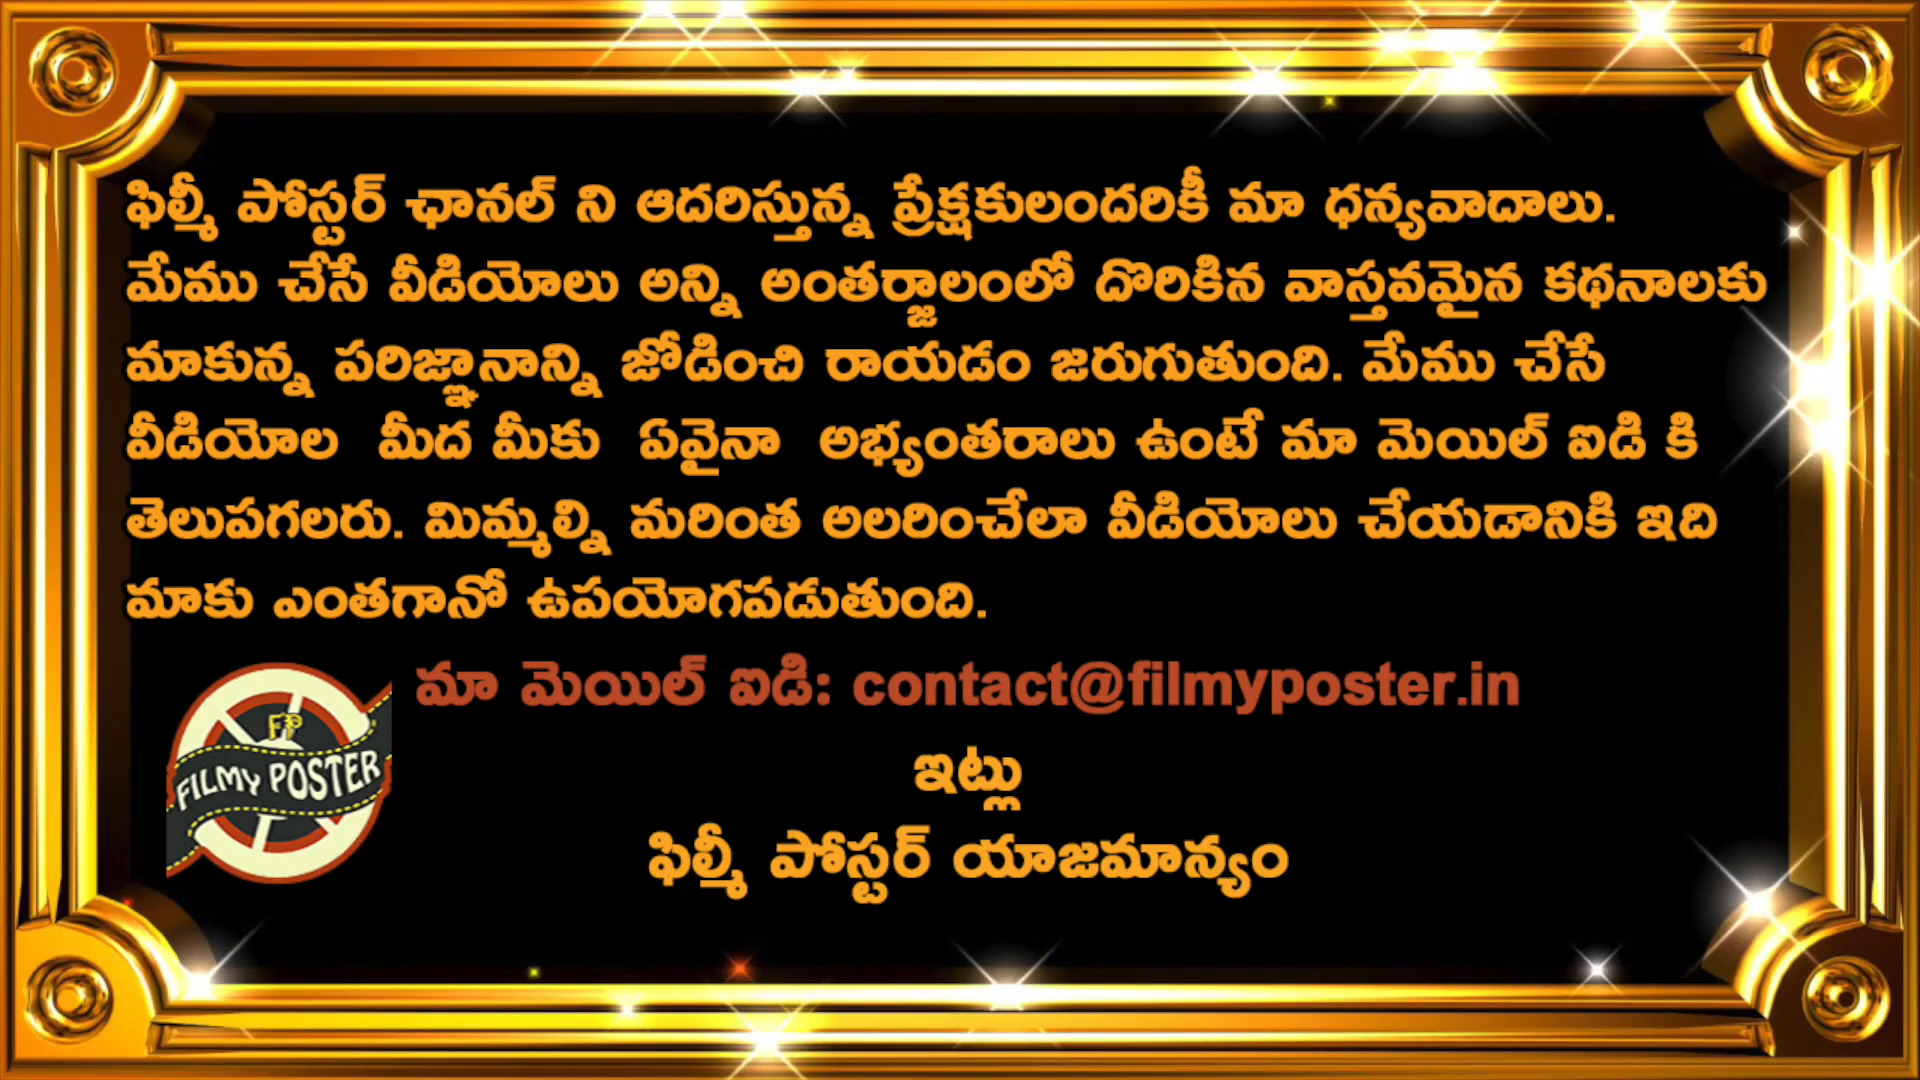 ఫిల్మీ పోస్టర్ ఛానల్ ని ఆదరిస్తున్న ప్రేక్షకులందరికీ మా ధన్యవాదాలు.
మేము చేసే వీడియోలు అన్ని అంతర్జాలంలో దొరికిన వాస్తవమైన కథనాలకు
మాకున్న పరిజ్ఞానాన్ని జోడించి రాయడం జరుగుతుంది. మేము చేసే
వీడియోల మీద మీకు ఏవైనా అభ్యంతరాలు ఉంటే మా మెయిల్ ఐడి కి
తెలుపగలరు. మిమ్మల్ని మరింత అలరించేలా వీడియోలు చేయడానికి ఇది
మాకు ఎంతగానో ఉపయోగపడుతుంది.
మా మెయిల్ ఐడి: contact@filmyposter.in
FP
FILMY POSTER
ఇట్లు
ఫిల్మీ పోస్టర్ యాజమాన్యం